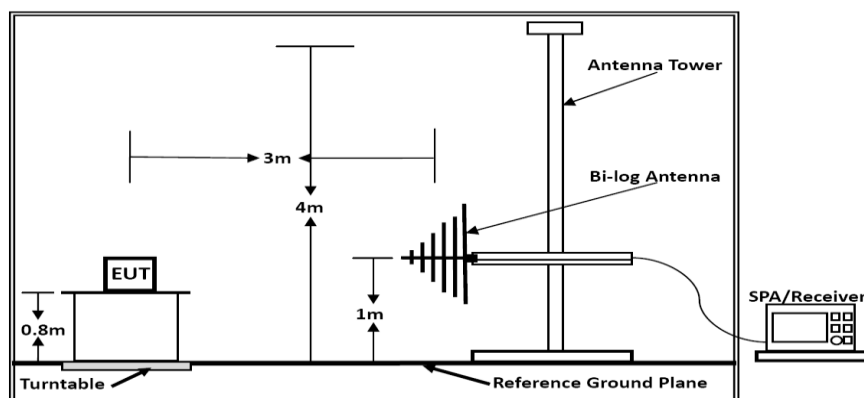 Antenna Tower
3m
Bi-log Antenna
4m
EUT
SPA/Receiver
0.8m
1m
Turntable
Reference Ground Plane